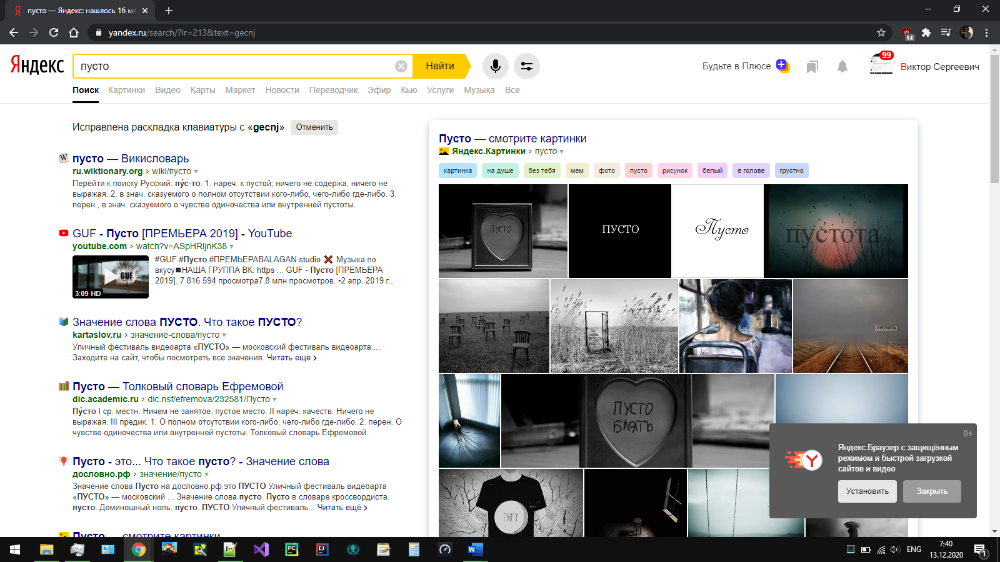 пусто — Яндекс: нашлось 16 мл
yandex.ru/search/?lr=213&text=gecnj
14
Яндекс
пусто
Найти
Будьте в Плюсе
99
Виктор Сергеевич
Поиск Картинки Видео Карты Маркет Новости Переводчик Эфир Кью Услуги Музыка Все
Исправлена раскладка клавиатуры с «gecnj» Отменить
пусто — Викисловарь
ru.wiktionary.org › wiki/пусто
Перейти к поиску Русский. пу́с-то. 1. нареч. к пустой; ничего не содержа, ничего не
выражая. 2. в знач. сказуемого о полном отсутствии кого-либо, чего-либо где-либо. 3.
перен., в знач. сказуемого о чувстве одиночества или внутренней пустоты.
GUF - Пусто [ПРЕМЬЕРА 2019] - YouTube
youtube.com › watch?v=ASpHRljnK38
GUF
3:09 HD
#GUF #Пусто #ПРЕМЬЕРАBALAGAN studio ❌ Музыка по
вкусу◾НАША ГРУППА ВК: https ... GUF - Пусто [ПРЕМЬЕРА
2019]. 7 816 594 просмотра7,8 млн просмотров. •2 апр. 2019 г...
Значение слова ПУСТО. Что такое ПУСТО?
kartaslov.ru › значение-слова/пусто
Уличный фестиваль видеоарта «ПУСТО» — московский фестиваль видеоарта....
Заходите на сайт, чтобы посмотреть все значения. Читать ещё ›
Пусто — Толковый словарь Ефремовой
dic.academic.ru › dic.nsf/efremova/232581/Пусто
Пу́сто I ср. местн. Ничем не занятое, пустое место. II нареч. качеств. Ничего не
выражая. III предик. 1. О полном отсутствии кого-либо, чего-либо где-либо. 2. перен. О
чувстве одиночества или внутренней пустоты. Толковый словарь Ефремовой.
Пусто - это... Что такое пусто? - Значение слова
дословно.рф › значение/пусто
Значение слова Пусто на дословно.рф это ПУСТО Уличный фестиваль видеоарта
«ПУСТО» — московский ... Значение слова пусто. Пусто в словаре кроссвордиста.
пусто. Доминошный ноль. пусто. ПУСТО Уличный фестиваль... Читать ещё ›
Пусто — смотрите картинки
Пусто — смотрите картинки
Яндекс.Картинки › пусто
картинка на душе без тебя мем фото пусто рисунок белый в голове грустно
ПУСТО
ПУСТО
Пусто
пустота
ПУСТОТА
ПУСТО
БЛЯТЬ
EMPTY
0+
Яндекс.Браузер с защищённым
режимом и быстрой загрузкой
сайтов и видео
Установить Закрыть
ENG
7:40
13.12.2020
1